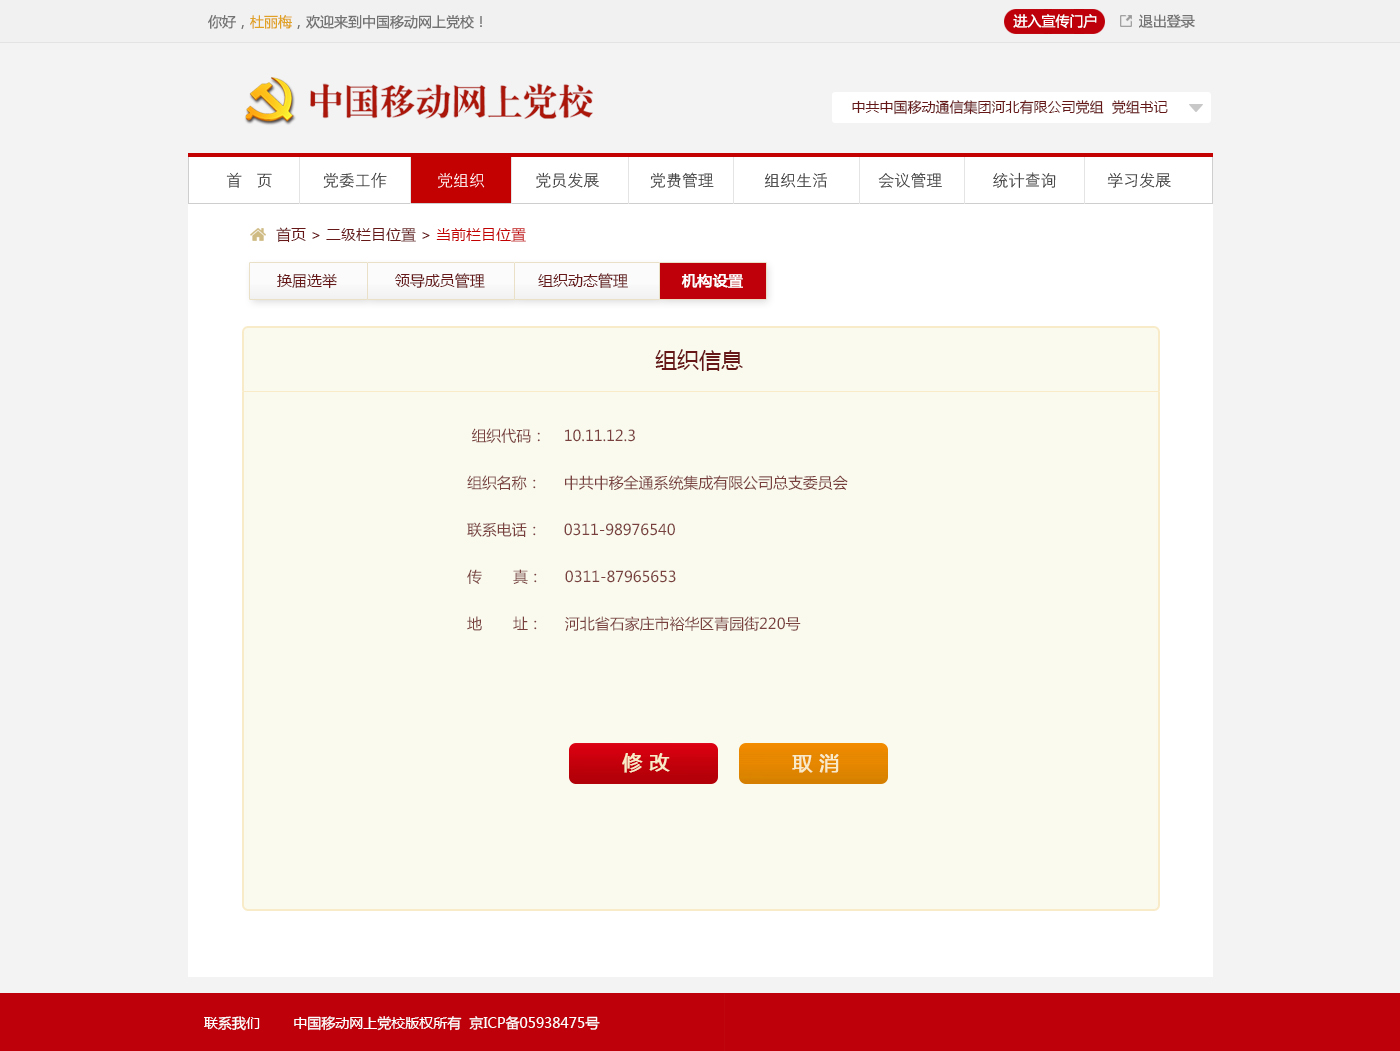 你好，杜丽梅，欢迎来到中国移动网上党校！ 进入宣传门户 退出登录
中国移动网上党校
中共中国移动通信集团河北有限公司党组 党组书记
首 页 党委工作 党组织 党员发展 党费管理 组织生活 会议管理 统计查询 学习发展
首页 > 二级栏目位置 > 当前栏目位置
换届选举 领导成员管理 组织动态管理 机构设置
组织信息
组织代码： 10.11.12.3
组织名称： 中共中移全通系统集成有限公司总支委员会
联系电话： 0311-98976540
传 真： 0311-87965653
地 址： 河北省石家庄市裕华区青园街220号
修 改 取 消
联系我们 中国移动网上党校版权所有 京ICP备05938475号